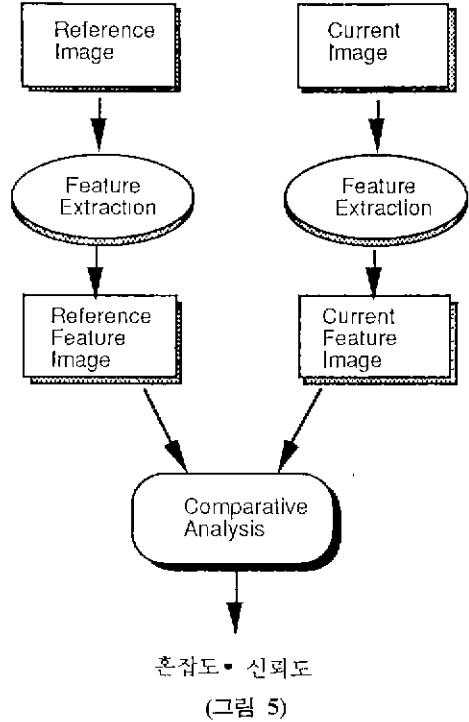 Reference
Image
Current
Image
Feature
Extraction
Feature
Extraction
Reference
Feature
Image
Current
Feature
Image
Comparative
Analysis
혼잡도• 신뢰도
(그림 5)